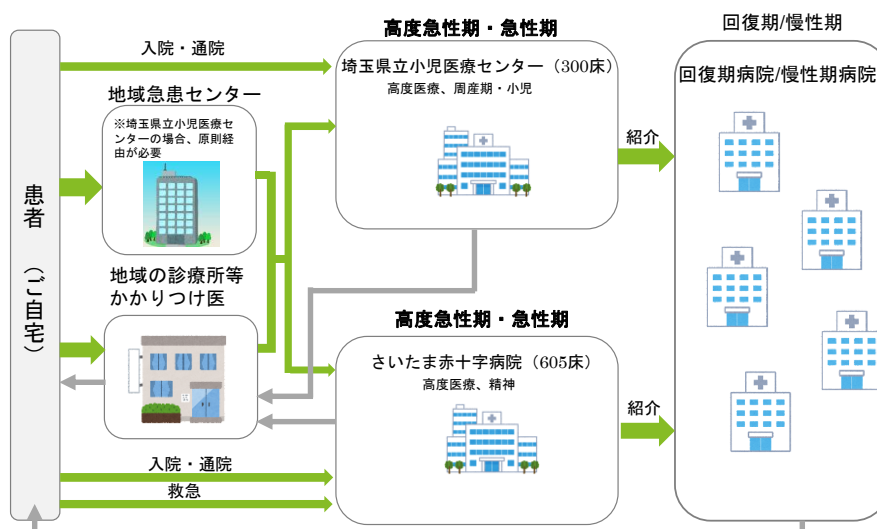 患者　（ご自宅）
入院・通院
地域急患センター
※埼玉県立小児医療セ
ンターの場合、原則経
由が必要
地域の診療所等
かかりつけ医
入院・通院
救急
高度急性期・急性期
埼玉県立小児医療センター（300床）
高度医療、周産期・小児
高度急性期・急性期
さいたま赤十字病院（605床）
高度医療、精神
紹介
紹介
回復期/慢性期
回復期病院/慢性期病院